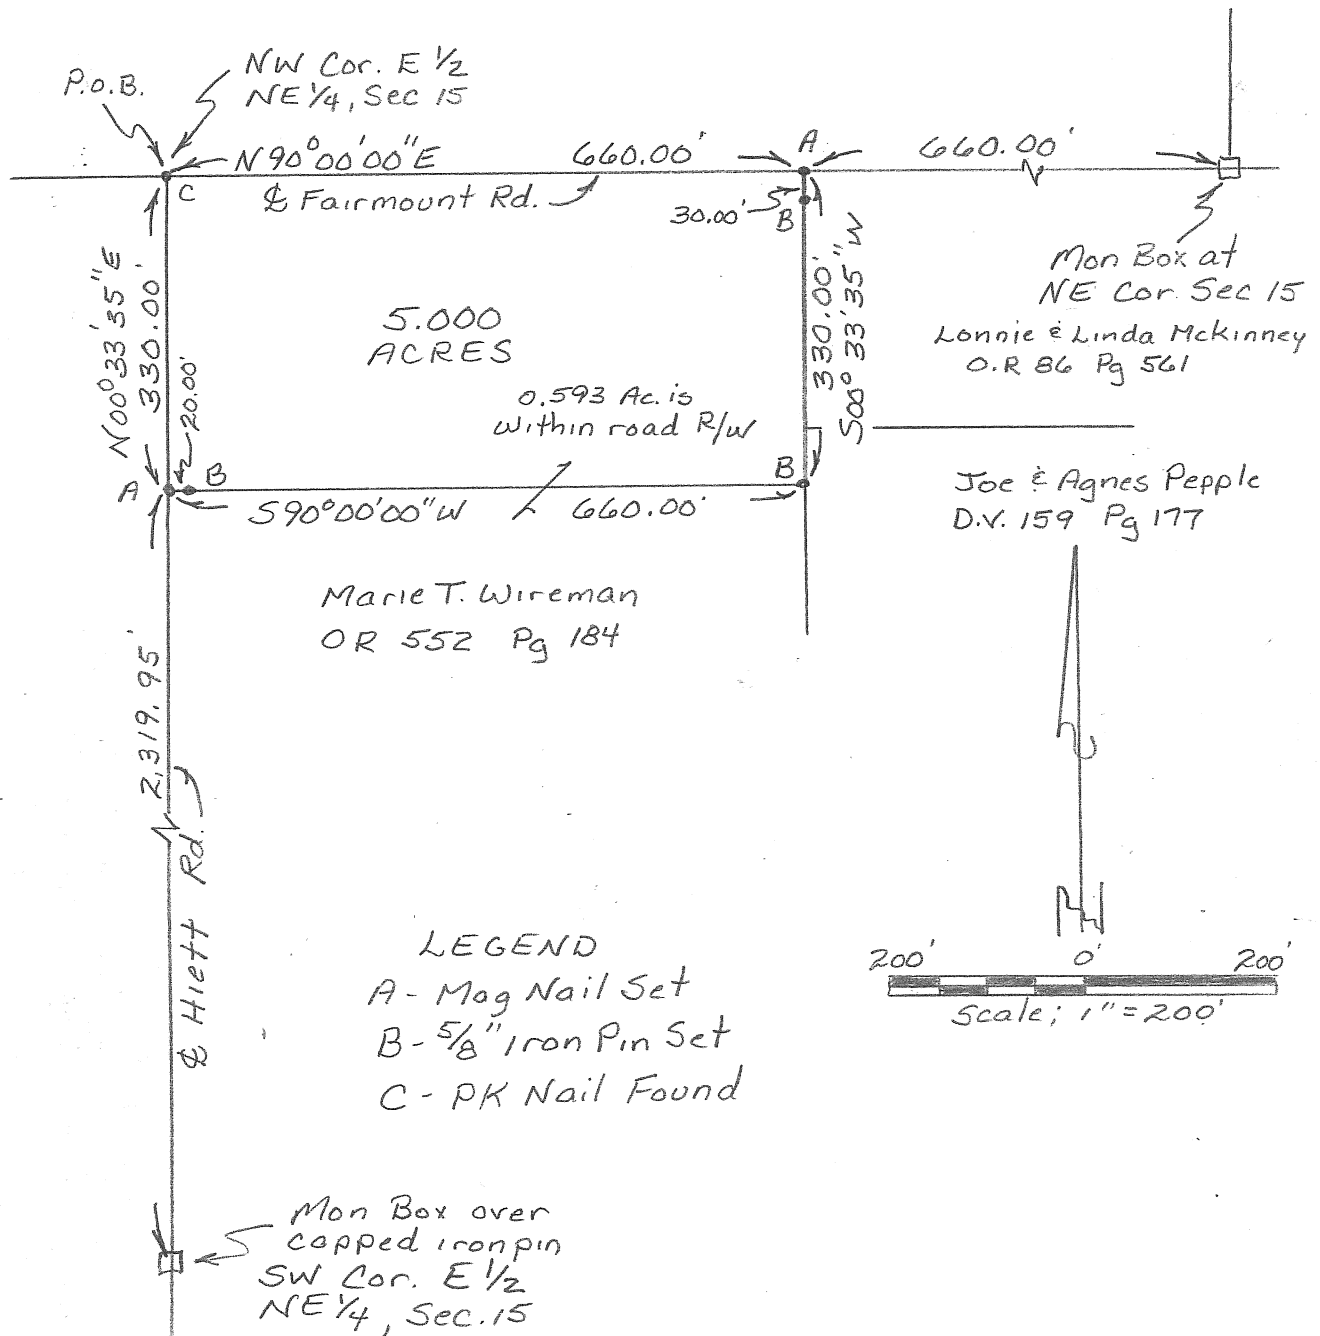 P.O.B.
NW Cor. E 1/2
NE 1/4, Sec 15
N90°00'00"E
660.00'
A
660.00'
C
℄ Fairmount Rd.
30.00'
B
N00°33'35"E
330.00'
20.00'
5.000
ACRES
0.593 Ac. is
within road R/W
330.00'
S00°33'35"W
Mon Box at
NE Cor. Sec 15
Lonnie & Linda McKinney
O.R 86 Pg 561
A
B
B
S90°00'00"W
660.00'
Joe & Agnes Pepple
D.V. 159 Pg 177
Marie T. Wireman
OR 552 Pg 184
2,319.95'
℄ Hiett Rd.
N
LEGEND
A - Mag Nail Set
B - 5/8" Iron Pin Set
C - PK Nail Found
200' 0' 200'
Scale; 1"=200'
Mon Box over
capped iron pin
SW Cor. E 1/2
NE 1/4, Sec. 15